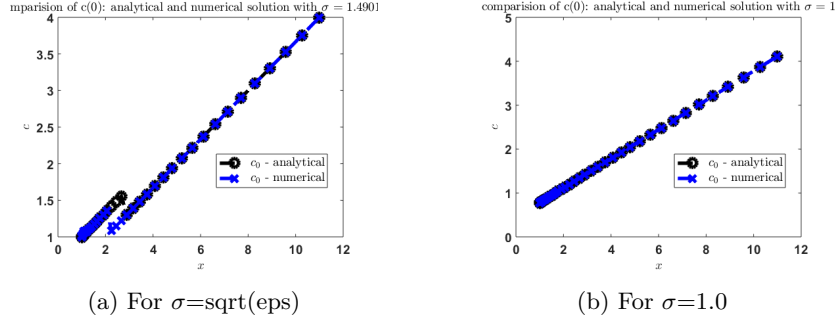 mparision of c(0): analytical and numerical solution with σ = 1.4901
4
3.5
3
2.5
2
1.5
1
c
0 2 4 6 8 10 12
x
c₀ - analytical
c₀ - numerical
(a) For σ=sqrt(eps)
comparision of c(0): analytical and numerical solution with σ = 1
5
4
3
2
1
0
c
0 2 4 6 8 10 12
x
c₀ - analytical
c₀ - numerical
(b) For σ=1.0